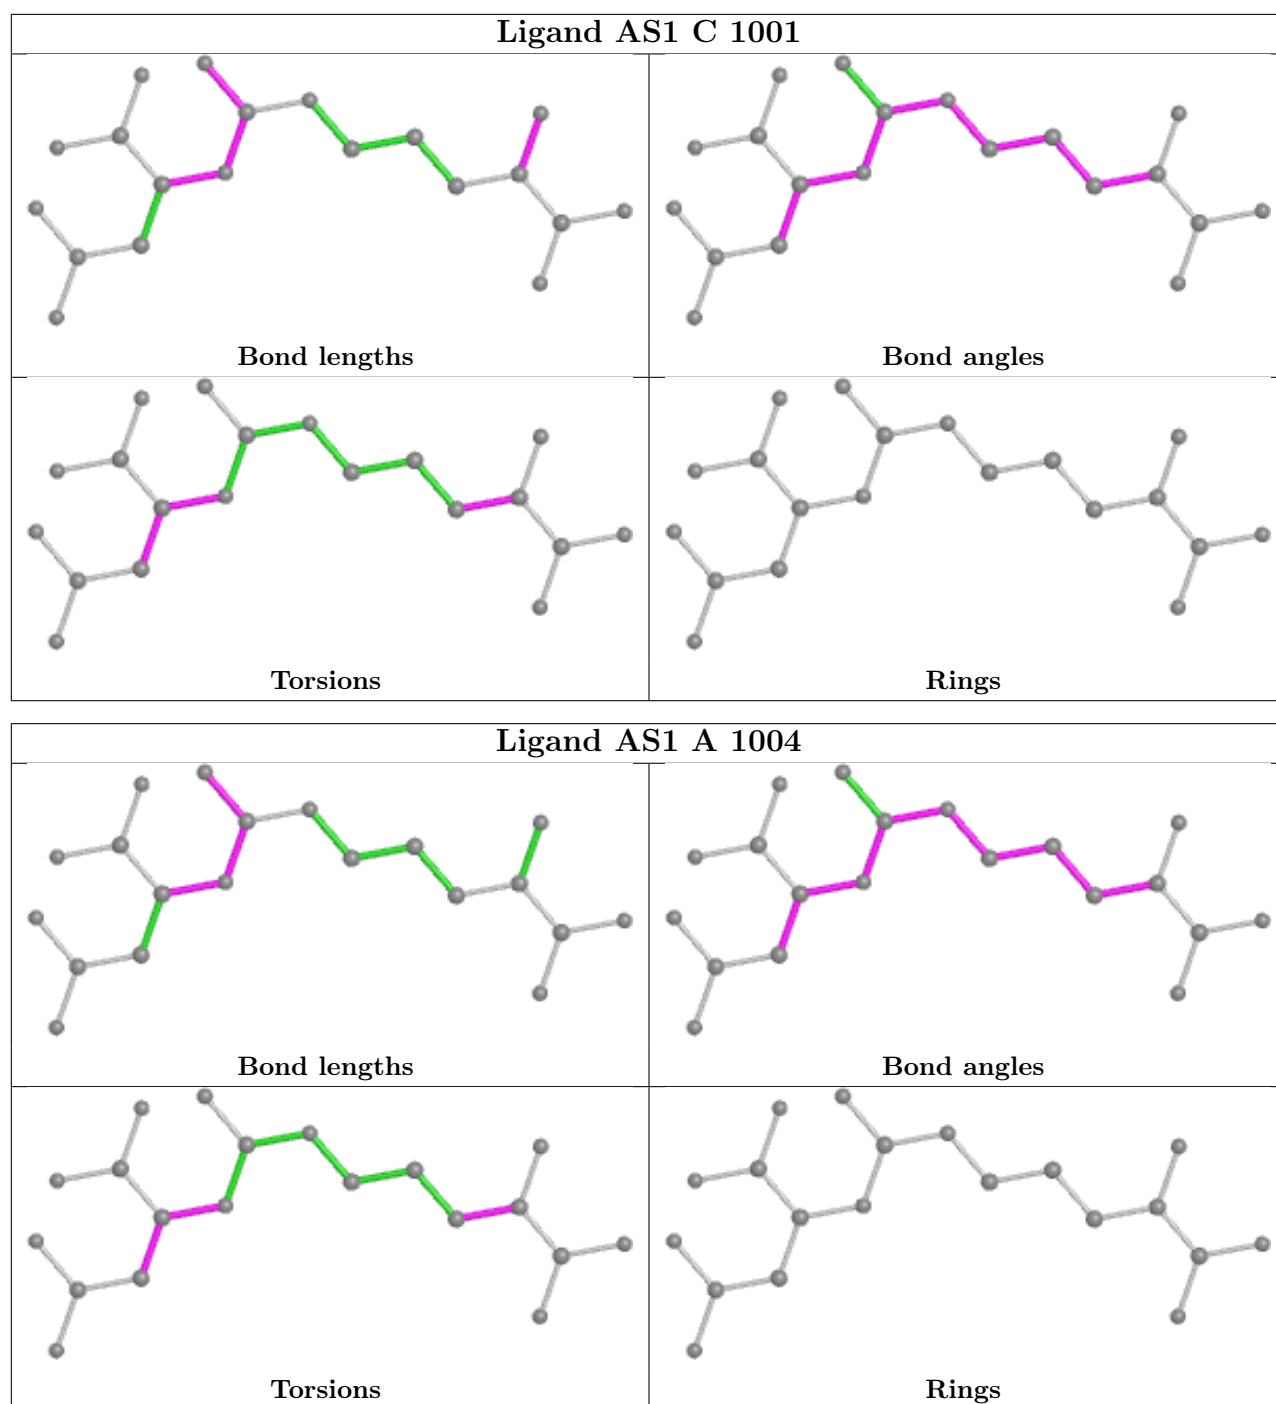 Ligand AS1 C 1001
Bond lengths
Bond angles
Torsions
Rings
Ligand AS1 A 1004
Bond lengths
Bond angles
Torsions
Rings